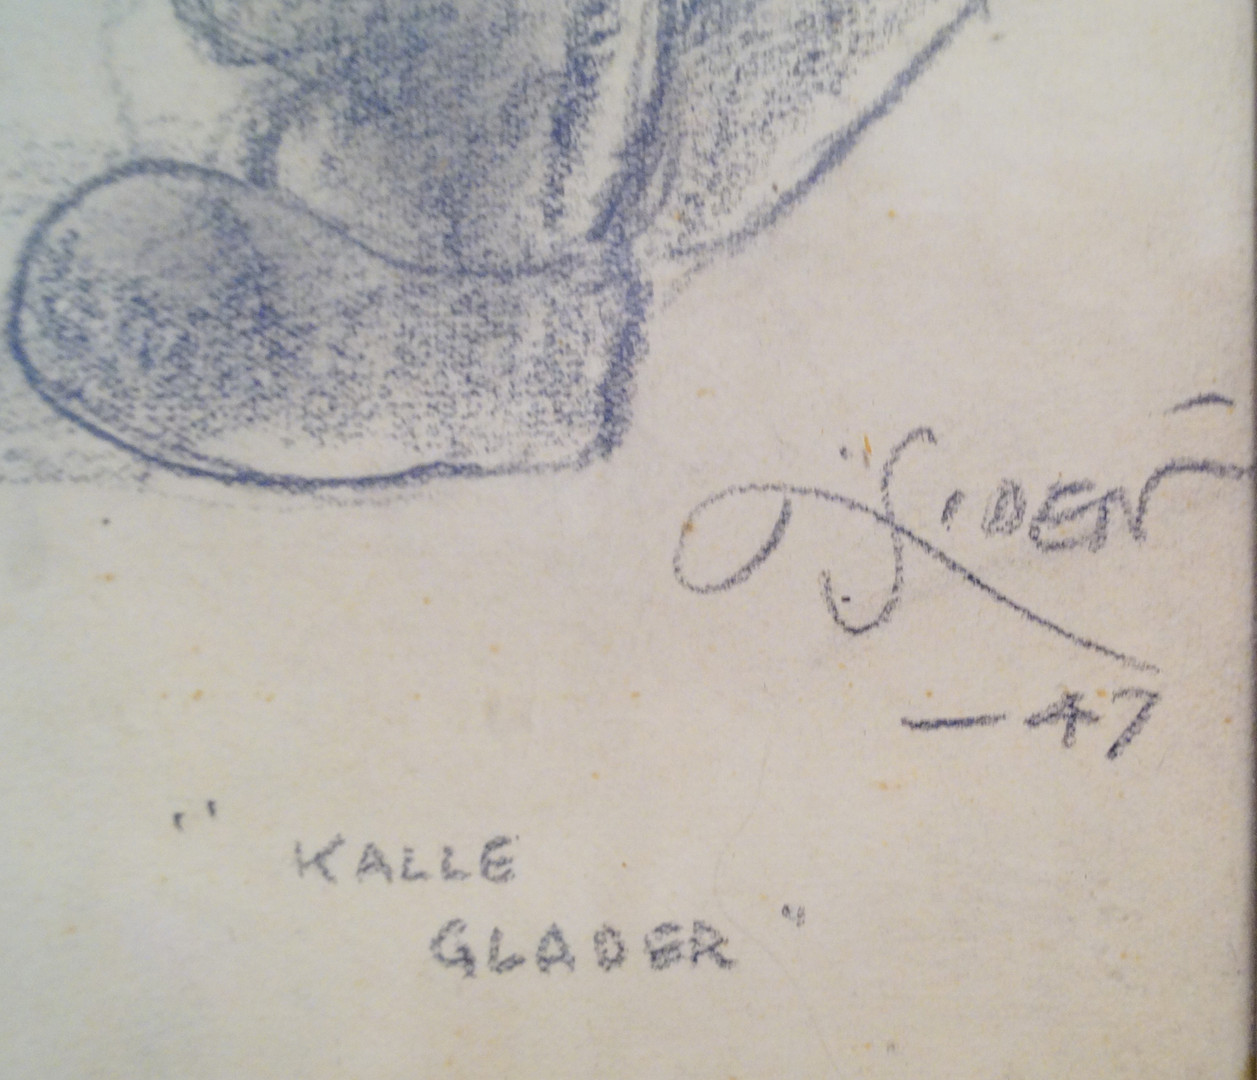 Siden
-47
"KALLE
GLADER"